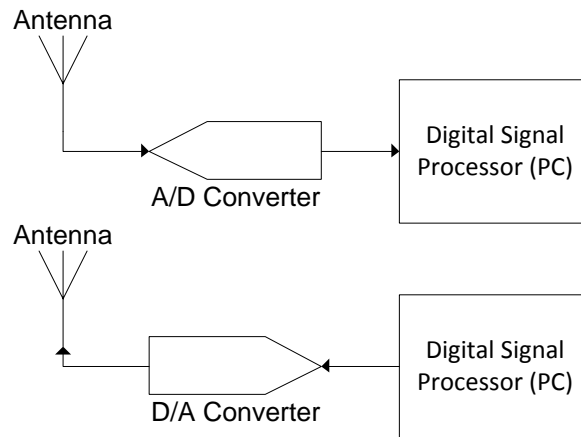 Antenna
Digital Signal
Processor (PC)
A/D Converter
Antenna
Digital Signal
Processor (PC)
D/A Converter